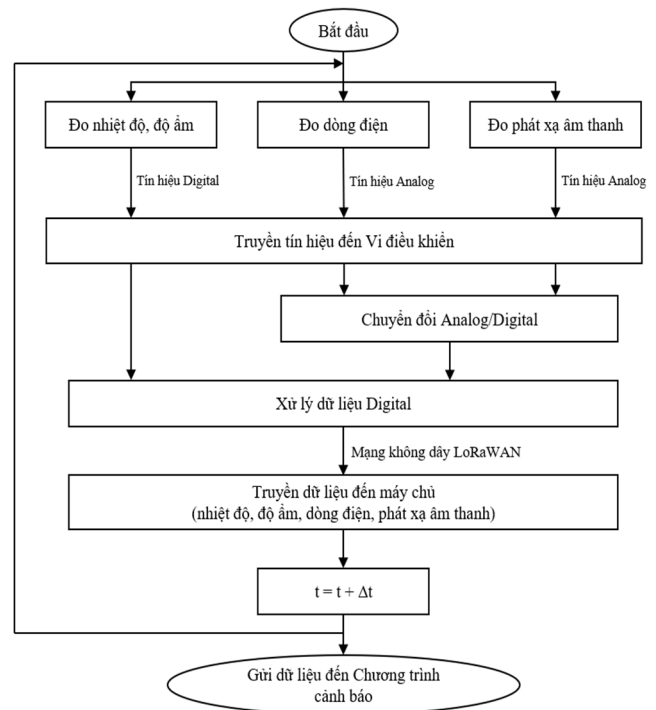 Bắt đầu
Đo nhiệt độ, độ ẩm
Đo dòng điện
Đo phát xạ âm thanh
Tín hiệu Digital
Tín hiệu Analog
Tín hiệu Analog
Truyền tín hiệu đến Vi điều khiển
Chuyển đổi Analog/Digital
Xử lý dữ liệu Digital
Mạng không dây LoRaWAN
Truyền dữ liệu đến máy chủ
(nhiệt độ, độ ẩm, dòng điện, phát xạ âm thanh)
t = t + Δt
Gửi dữ liệu đến Chương trình
cảnh báo